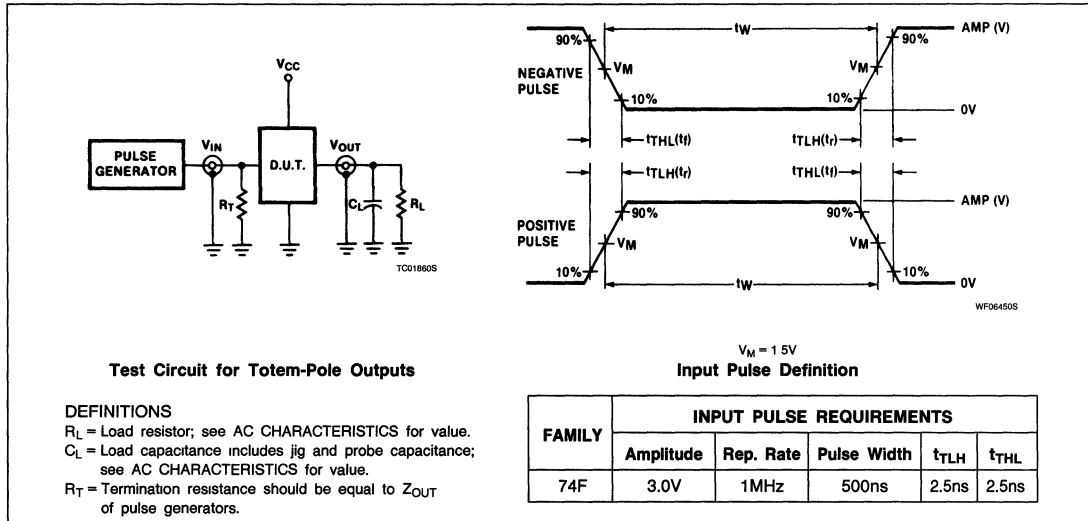 VCC
PULSE
GENERATOR
VIN
D.U.T.
VOUT
RT
CL
RL
TC01860S
NEGATIVE
PULSE
90%
tW
90%
AMP (V)
VM
VM
10%
10%
0V
tTHL(tf)
tTLH(tr)
tTLH(tr)
tTHL(tf)
POSITIVE
PULSE
90%
90%
AMP (V)
VM
VM
10%
tW
10%
0V
WF06450S
Test Circuit for Totem-Pole Outputs
DEFINITIONS
RL = Load resistor; see AC CHARACTERISTICS for value.
CL = Load capacitance includes jig and probe capacitance;
see AC CHARACTERISTICS for value.
RT = Termination resistance should be equal to ZOUT
of pulse generators.
VM = 1 5V
Input Pulse Definition
FAMILY
INPUT PULSE REQUIREMENTS
Amplitude Rep. Rate Pulse Width tTLH tTHL
74F 3.0V 1MHz 500ns 2.5ns 2.5ns